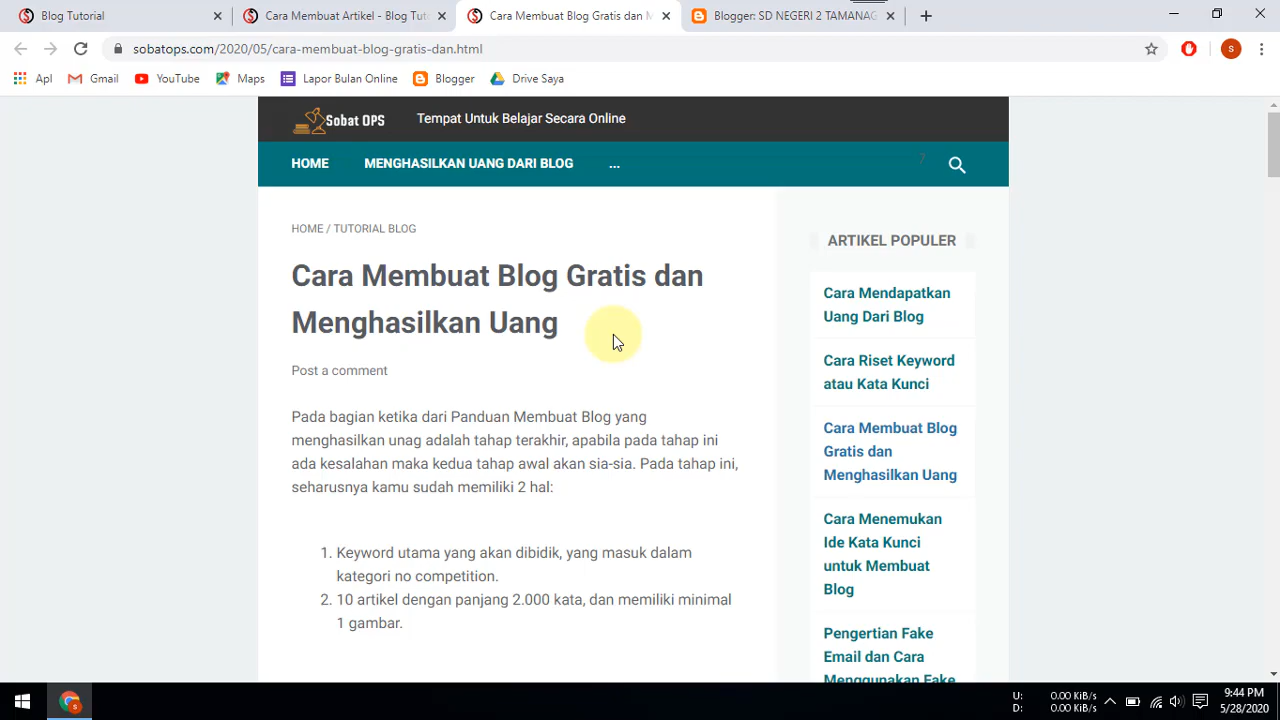 Blog Tutorial
Cara Membuat Artikel - Blog Tut
Cara Membuat Blog Gratis dan M
Blogger: SD NEGERI 2 TAMANAG
sobatops.com/2020/05/cara-membuat-blog-gratis-dan.html
S
Apl
Gmail
YouTube
Maps
Lapor Bulan Online
Blogger
Drive Saya
Sobat OPS
Tempat Untuk Belajar Secara Online
HOME
MENGHASILKAN UANG DARI BLOG
...
?
HOME / TUTORIAL BLOG
Cara Membuat Blog Gratis dan
Menghasilkan Uang
Post a comment
Pada bagian ketika dari Panduan Membuat Blog yang
menghasilkan unag adalah tahap terakhir, apabila pada tahap ini
ada kesalahan maka kedua tahap awal akan sia-sia. Pada tahap ini,
seharusnya kamu sudah memiliki 2 hal:
1. Keyword utama yang akan dibidik, yang masuk dalam
kategori no competition.
2. 10 artikel dengan panjang 2.000 kata, dan memiliki minimal
1 gambar.
ARTIKEL POPULER
Cara Mendapatkan
Uang Dari Blog
Cara Riset Keyword
atau Kata Kunci
Cara Membuat Blog
Gratis dan
Menghasilkan Uang
Cara Menemukan
Ide Kata Kunci
untuk Membuat
Blog
Pengertian Fake
Email dan Cara
Menggunakan Fake
U: 0.00 KiB/s
D: 0.00 KiB/s
9:44 PM
5/28/2020